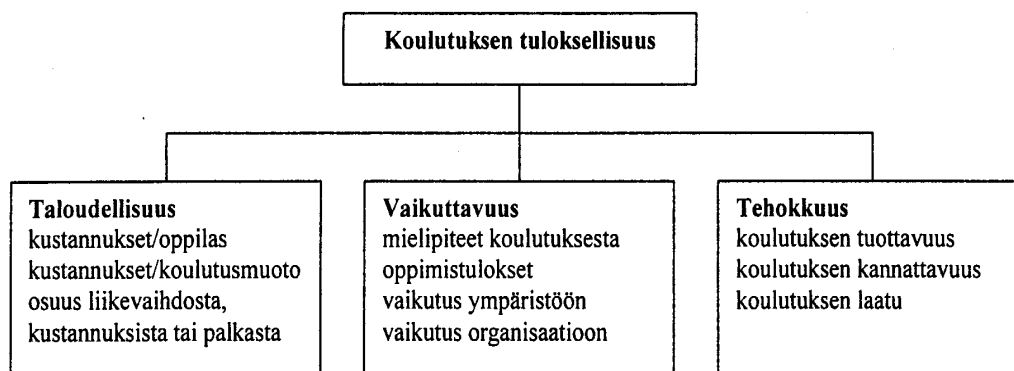 Koulutuksen tuloksellisuus
Taloudellisuus
kustannukset/oppilas
kustannukset/koulutusmuoto
osuus liikevaihdosta,
kustannuksista tai palkasta
Vaikuttavuus
mielipiteet koulutuksesta
oppimistulokset
vaikutus ympäristöön
vaikutus organisaatioon
Tehokkuus
koulutuksen tuottavuus
koulutuksen kannattavuus
koulutuksen laatu